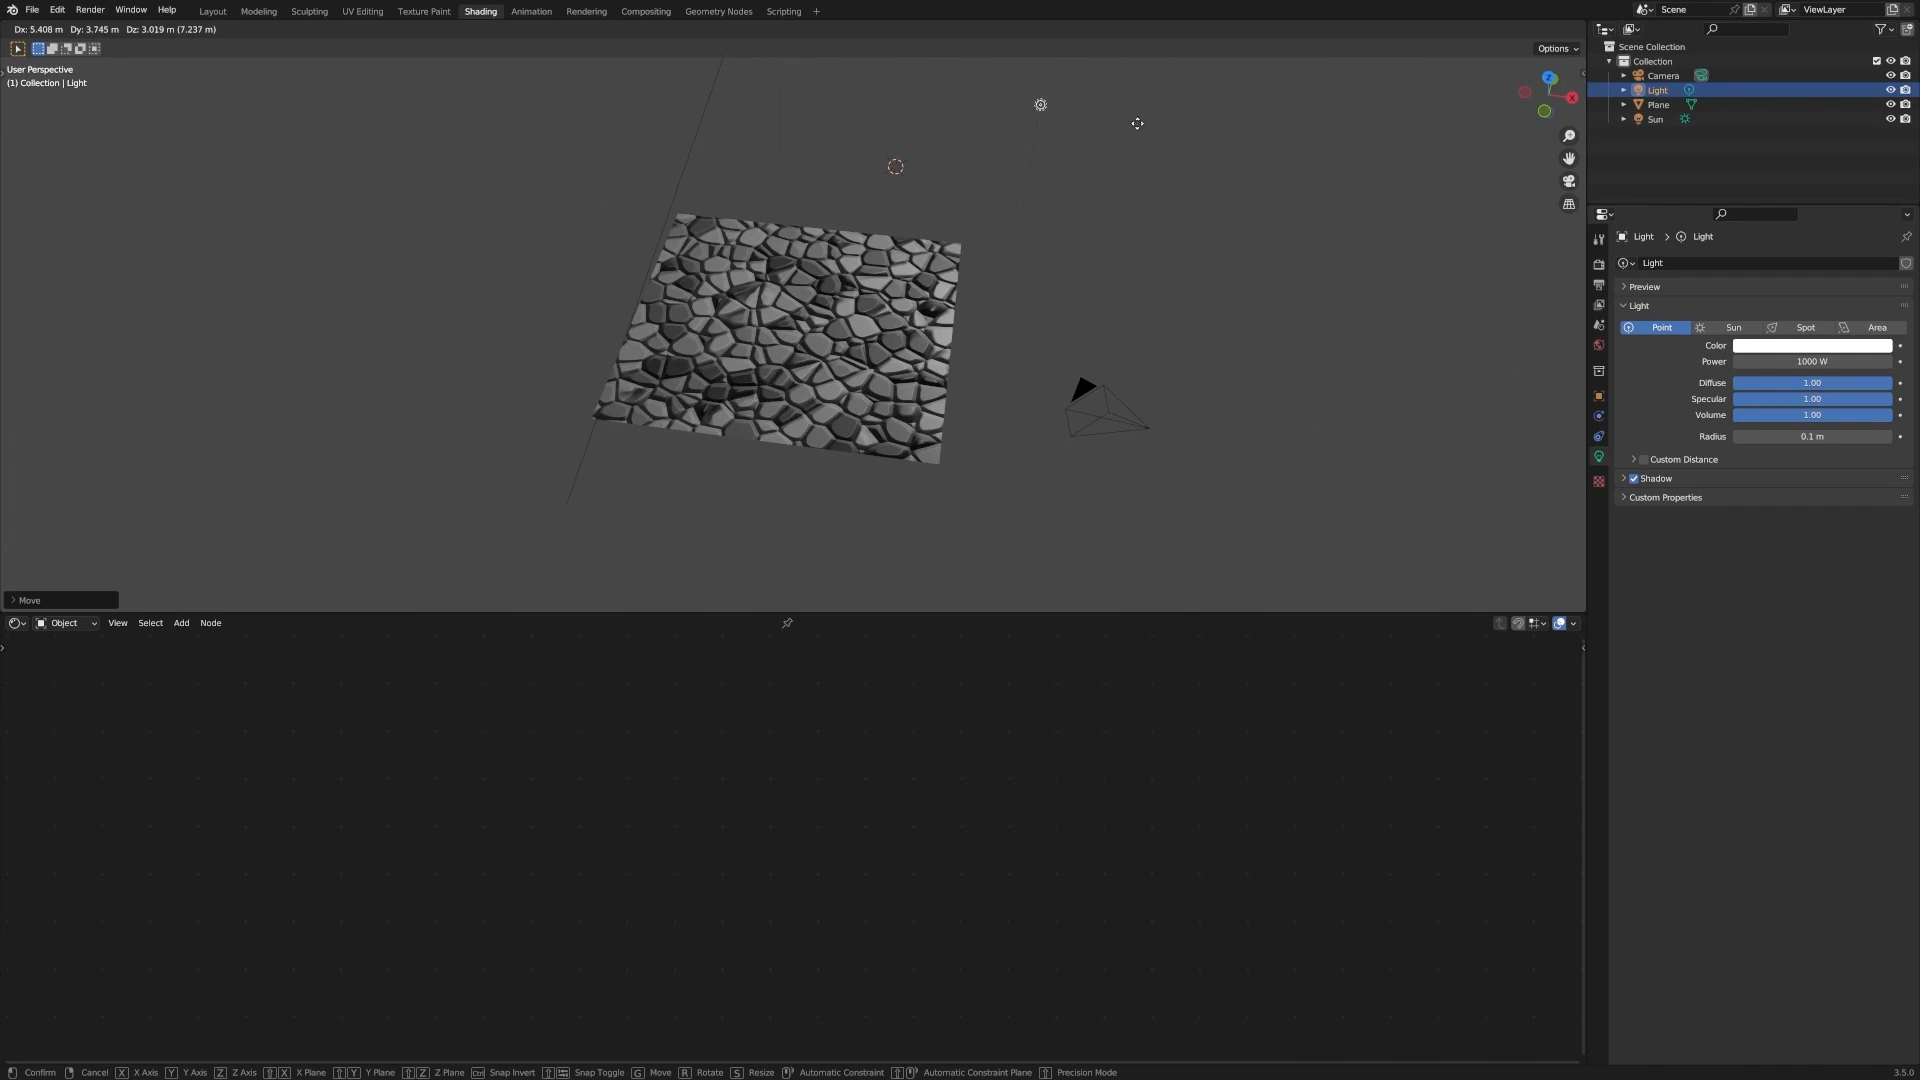 File Edit Render Window Help Layout Modeling Sculpting UV Editing Texture Paint Shading Animation Rendering Compositing Geometry Nodes Scripting + Scene ViewLayer
Dx: 5.408 m Dy: 3.745 m Dz: 3.019 m (7.237 m)
Options
User Perspective
(1) Collection | Light
Z
X
Scene Collection
Collection
Camera
Light
Plane
Sun
Light > Light
Light
Preview
Light
Point Sun Spot Area
Color
Power 1000 W
Diffuse 1.00
Specular 1.00
Volume 1.00
Radius 0.1 m
Custom Distance
Shadow
Custom Properties
Move
Object View Select Add Node
Confirm Cancel X X Axis Y Y Axis Z Z Axis X X Plane Y Y Plane Z Z Plane Ctrl Snap Invert Snap Toggle G Move R Rotate S Resize Automatic Constraint Automatic Constraint Plane Precision Mode 3.5.0